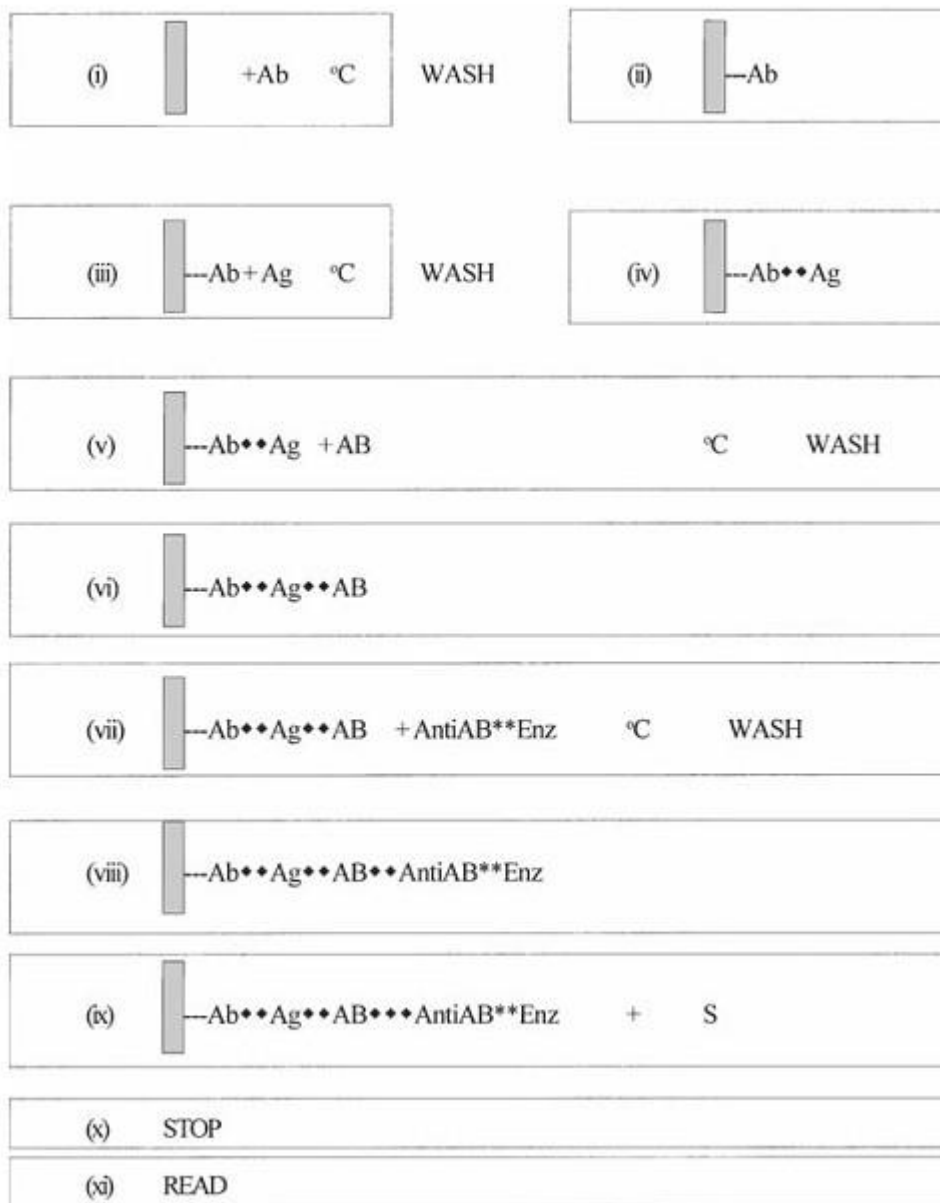 (i) +Ab °C WASH (ii) ---Ab
(iii) ---Ab + Ag °C WASH (iv) ---Ab◆◆Ag
(v) ---Ab◆◆Ag + AB °C WASH
(vi) ---Ab◆◆Ag◆◆AB
(vii) ---Ab◆◆Ag◆◆AB + AntiAB**Enz °C WASH
(viii) ---Ab◆◆Ag◆◆AB◆◆AntiAB**Enz
(ix) ---Ab◆◆Ag◆◆AB◆◆◆AntiAB**Enz + S
(x) STOP
(xi) READ